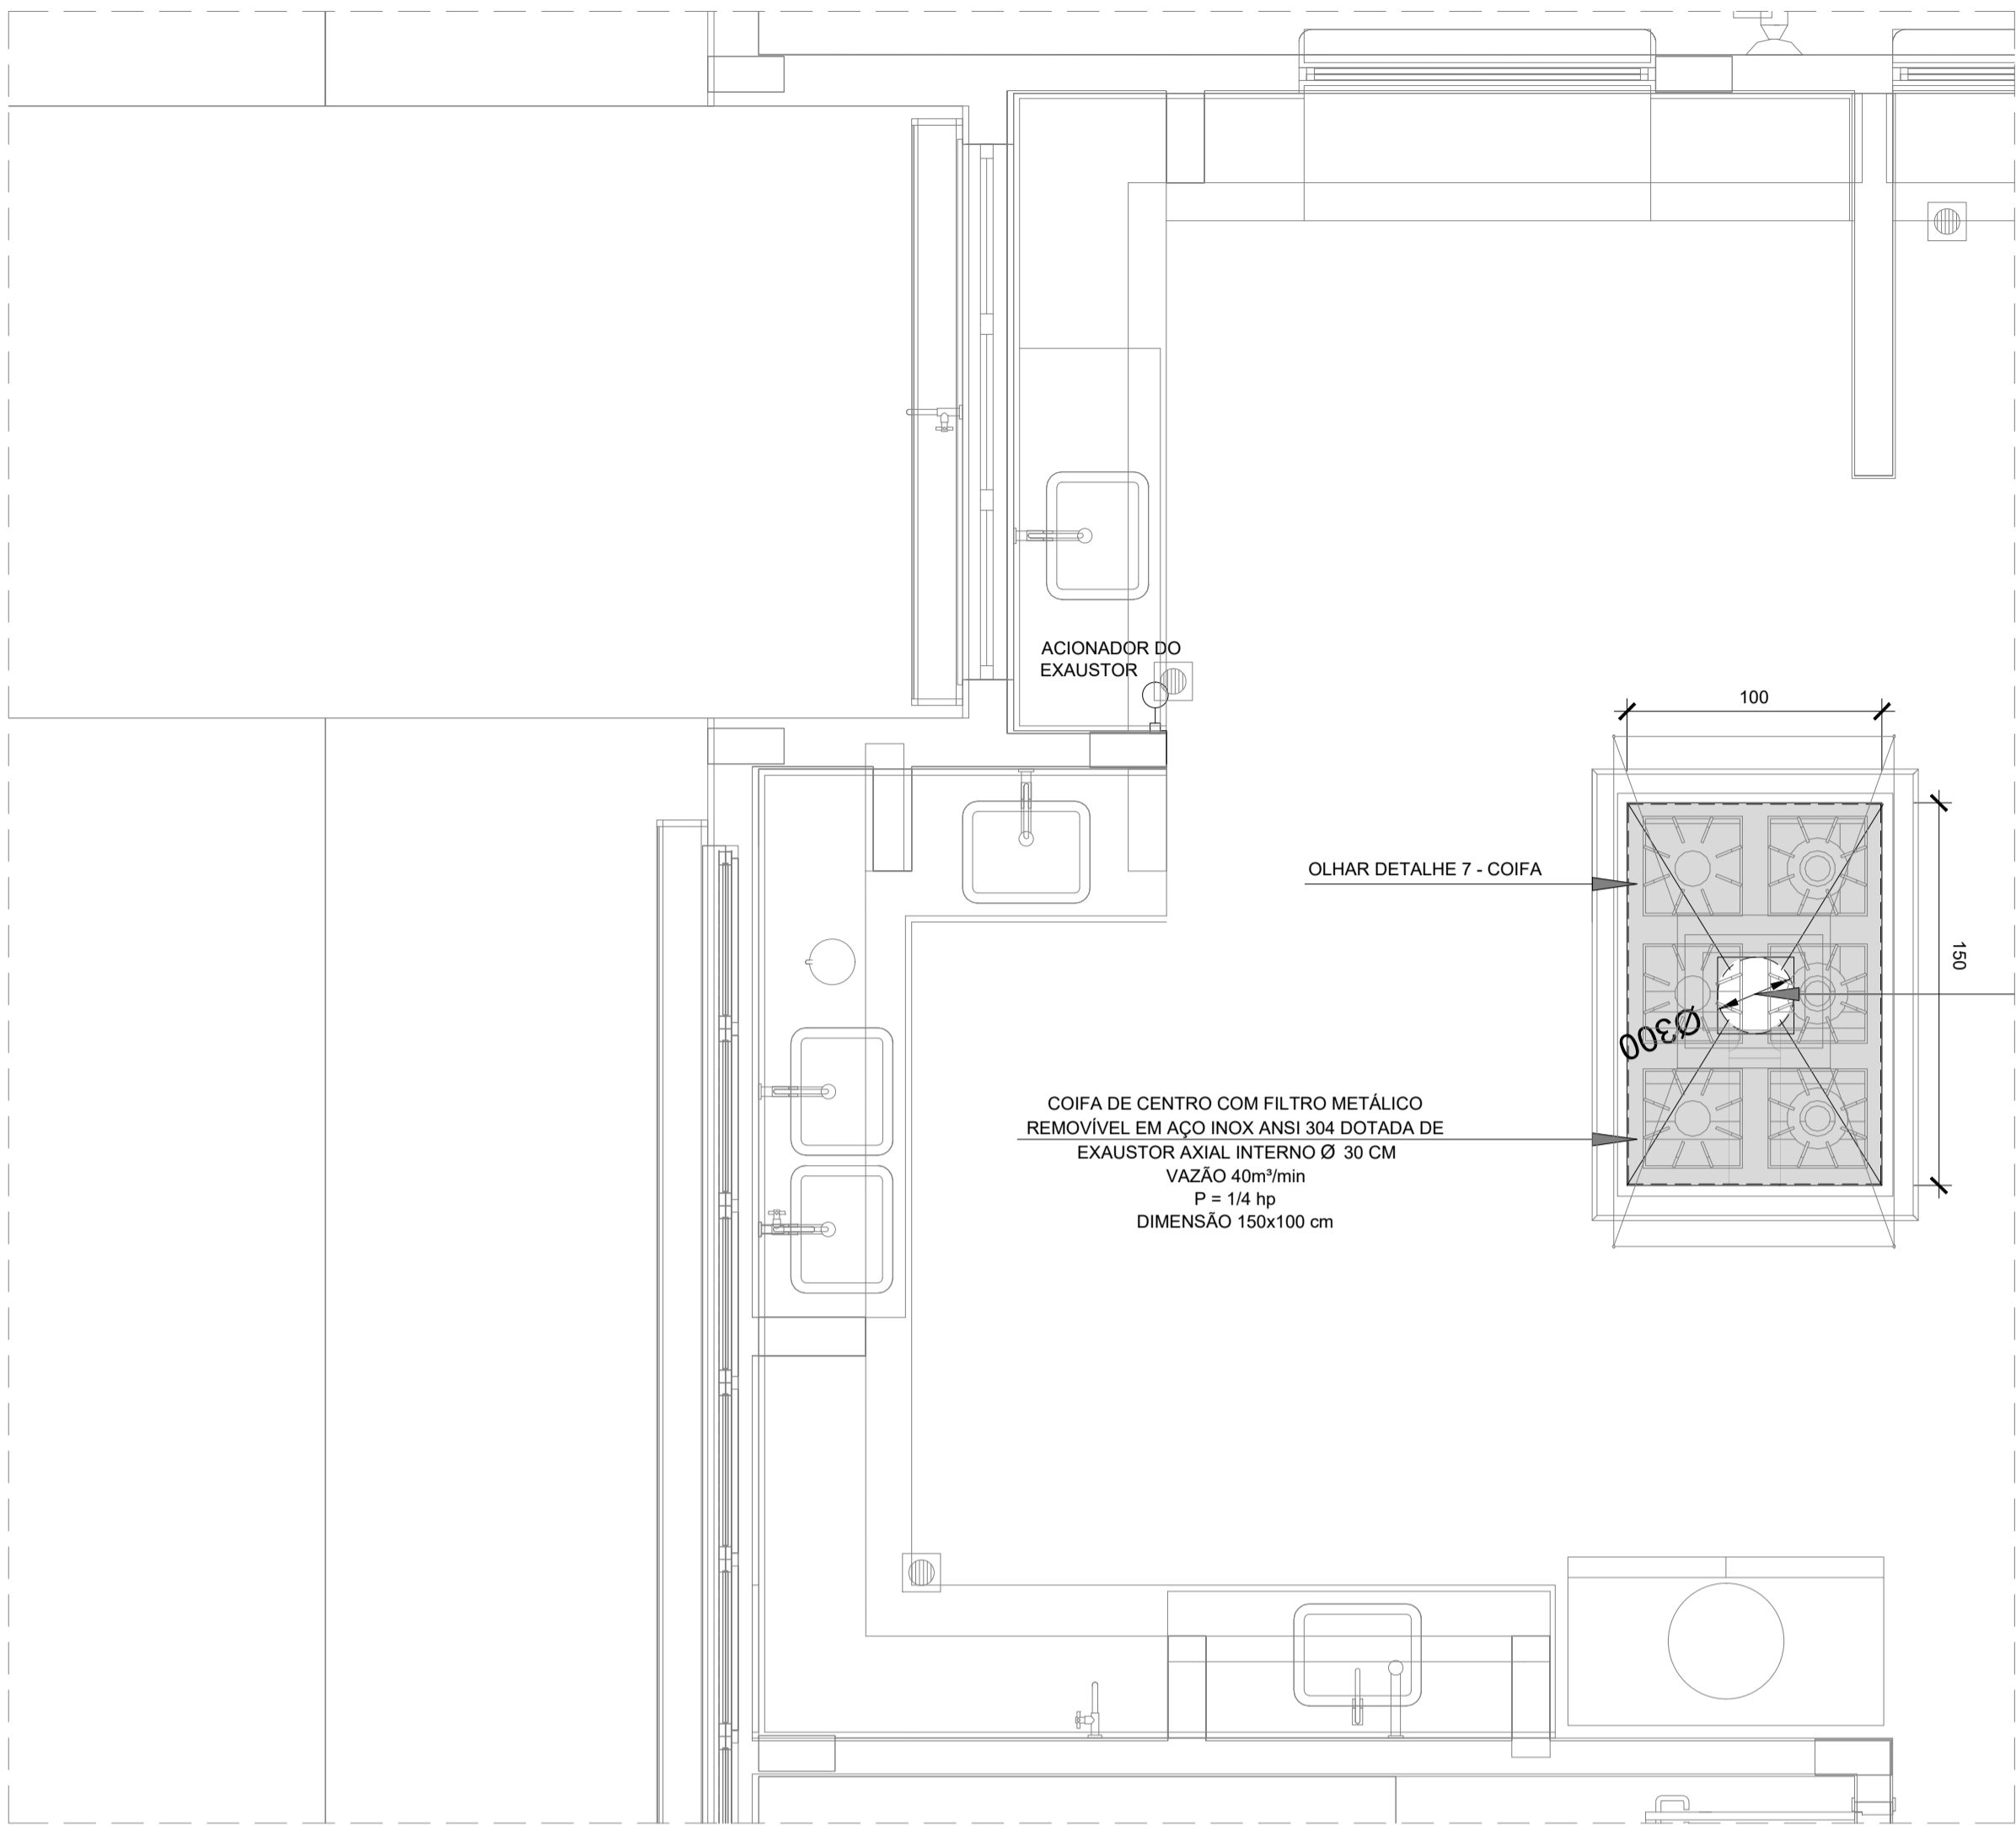 ACIONADOR DO
EXAUSTOR
100
OLHAR DETALHE 7 - COIFA
150
Ø300
COIFA DE CENTRO COM FILTRO METÁLICO
REMOVÍVEL EM AÇO INOX ANSI 304 DOTADA DE
EXAUSTOR AXIAL INTERNO Ø 30 CM
VAZÃO 40m³/min
P = 1/4 hp
DIMENSÃO 150x100 cm